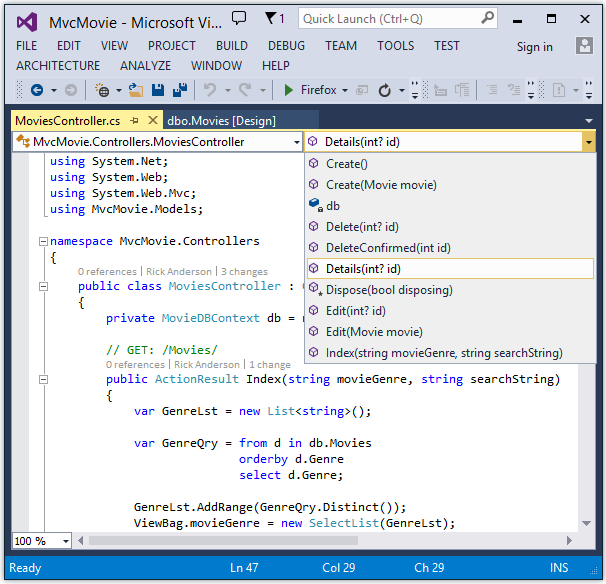 MvcMovie - Microsoft Vi...
1
Quick Launch (Ctrl+Q)
FILE EDIT VIEW PROJECT BUILD DEBUG TEAM TOOLS TEST
Sign in
ARCHITECTURE ANALYZE WINDOW HELP
Firefox
MoviesController.cs dbo.Movies [Design]
MvcMovie.Controllers.MoviesController Details(int? id)
Create()
Create(Movie movie)
db
Delete(int? id)
DeleteConfirmed(int id)
Details(int? id)
Dispose(bool disposing)
Edit(int? id)
Edit(Movie movie)
Index(string movieGenre, string searchString)
using System.Net;
using System.Web;
using System.Web.Mvc;
using MvcMovie.Models;
namespace MvcMovie.Controllers
{
0 references | Rick Anderson | 3 changes
public class MoviesController :
{
private MovieDBContext db =
// GET: /Movies/
0 references | Rick Anderson | 1 change
public ActionResult Index(string movieGenre, string searchString)
{
var GenreLst = new List<string>();
var GenreQry = from d in db.Movies
orderby d.Genre
select d.Genre;
GenreLst.AddRange(GenreQry.Distinct());
ViewBag.movieGenre = new SelectList(GenreLst);
100 %
Ready Ln 47 Col 29 Ch 29 INS